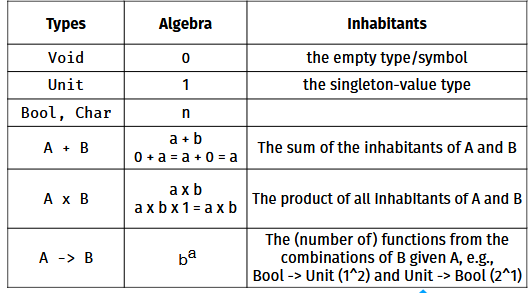 Types Algebra Inhabitants
Void 0 the empty type/symbol
Unit 1 the singleton-value type
Bool, Char n
A + B
a + b
0 + a = a + 0 = a
The sum of the inhabitants of A and B
A x B
a x b
a x b x 1 = a x b
The product of all Inhabitants of A and B
A -> B
bᵃ
The (number of) functions from the
combinations of B given A, e.g.,
Bool -> Unit (1^2) and Unit -> Bool (2^1)